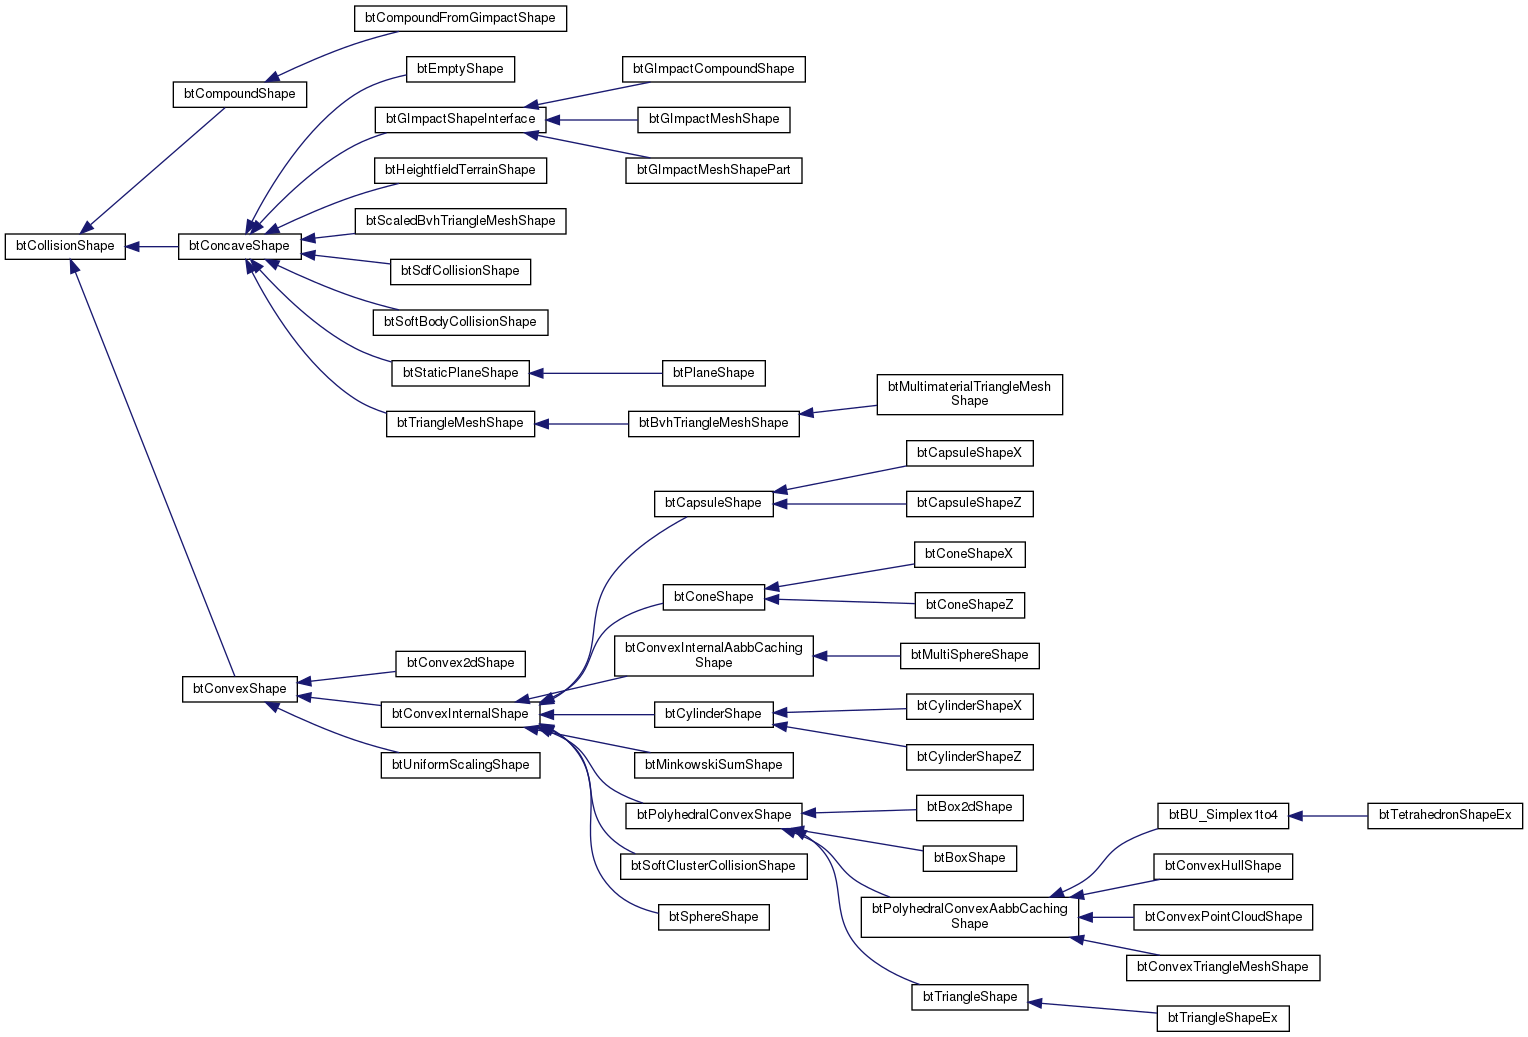 btCompoundFromGimpactShape
btEmptyShape
btGImpactCompoundShape
btCompoundShape
btGImpactShapeInterface
btGImpactMeshShape
btHeightfieldTerrainShape
btGImpactMeshShapePart
btScaledBvhTriangleMeshShape
btCollisionShape
btConcaveShape
btSdfCollisionShape
btSoftBodyCollisionShape
btStaticPlaneShape
btPlaneShape
btMultimaterialTriangleMesh
Shape
btTriangleMeshShape
btBvhTriangleMeshShape
btCapsuleShapeX
btCapsuleShape
btCapsuleShapeZ
btConeShapeX
btConeShape
btConeShapeZ
btConvexInternalAabbCaching
Shape
btMultiSphereShape
btConvex2dShape
btConvexShape
btConvexInternalShape
btCylinderShape
btCylinderShapeX
btCylinderShapeZ
btUniformScalingShape
btMinkowskiSumShape
btPolyhedralConvexShape
btBox2dShape
btBU_Simplex1to4
btTetrahedronShapeEx
btBoxShape
btSoftClusterCollisionShape
btConvexHullShape
btSphereShape
btPolyhedralConvexAabbCaching
Shape
btConvexPointCloudShape
btConvexTriangleMeshShape
btTriangleShape
btTriangleShapeEx